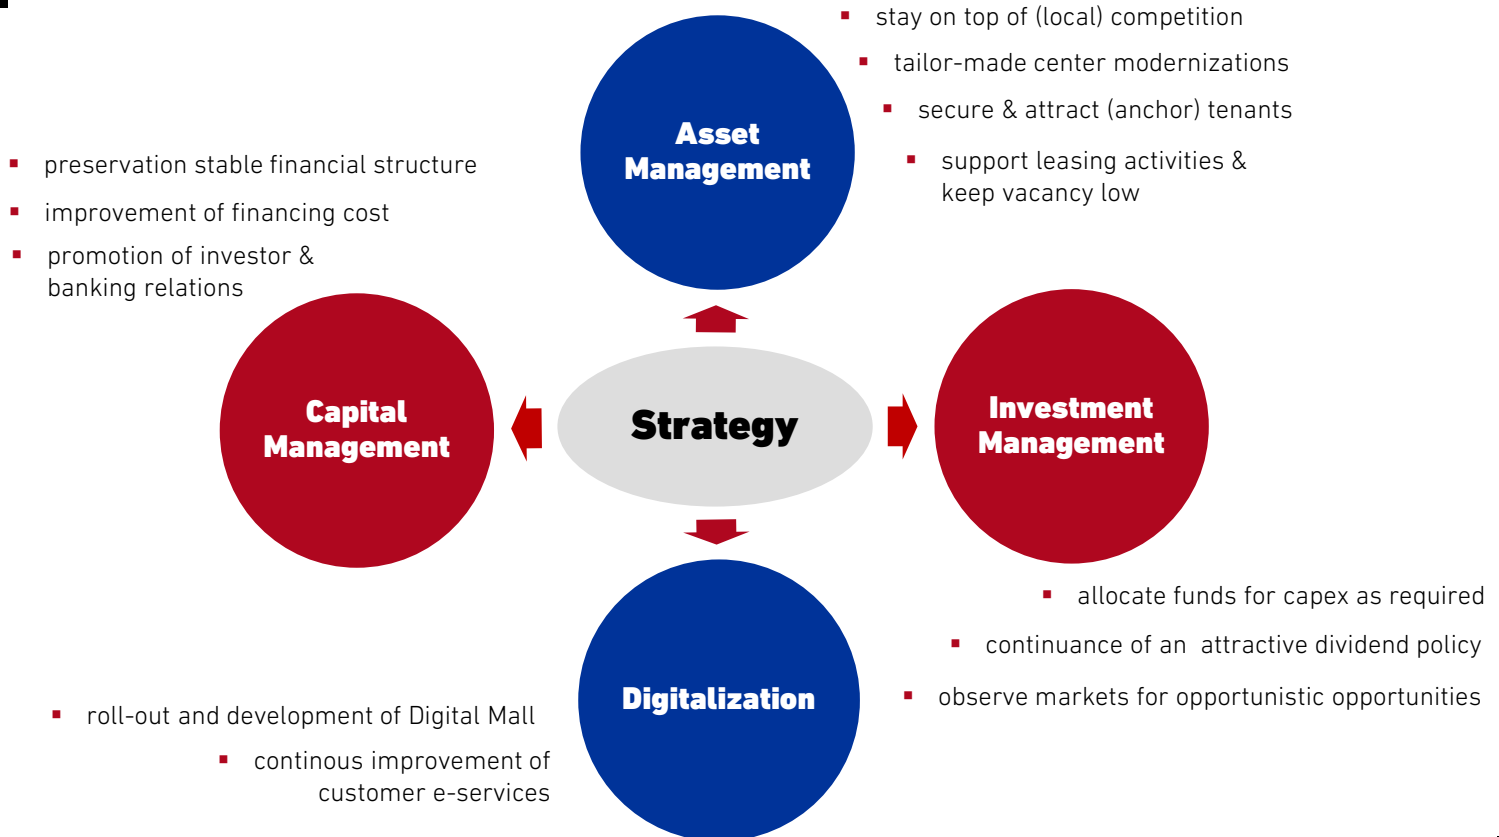 ▪ stay on top of (local) competition
▪ tailor-made center modernizations
▪ secure & attract (anchor) tenants
▪ support leasing activities &
keep vacancy low
Asset
Management
▪ preservation stable financial structure
▪ improvement of financing cost
▪ promotion of investor &
banking relations
Capital
Management
Strategy
Investment
Management
▪ allocate funds for capex as required
▪ continuance of an attractive dividend policy
▪ observe markets for opportunistic opportunities
Digitalization
▪ roll-out and development of Digital Mall
▪ continous improvement of
customer e-services